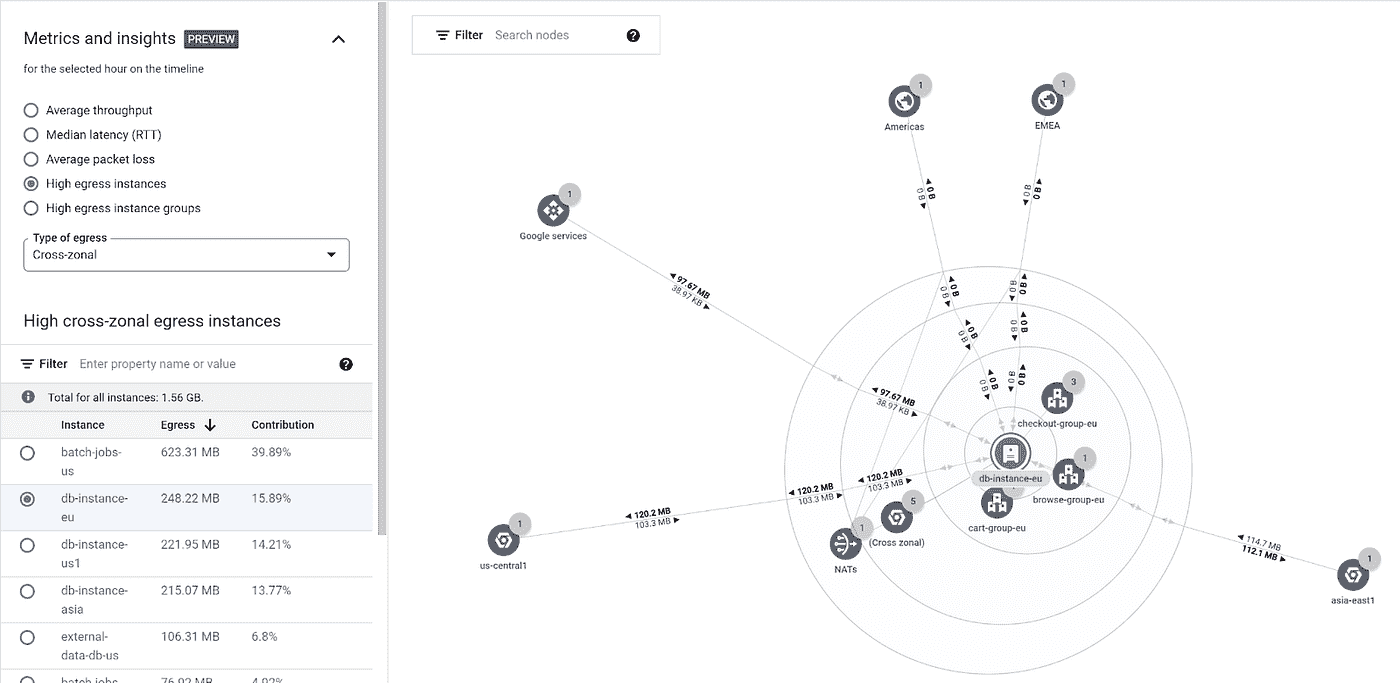 Metrics and insights PREVIEW
for the selected hour on the timeline
Average throughput
Median latency (RTT)
Average packet loss
High egress instances
High egress instance groups
Type of egress
Cross-zonal
High cross-zonal egress instances
Filter Enter property name or value
Total for all instances: 1.56 GB.
Instance Egress Contribution
batch-jobs-
us
623.31 MB 39.89%
db-instance-
eu
248.22 MB 15.89%
db-instance-
us1
221.95 MB 14.21%
db-instance-
asia
215.07 MB 13.77%
external-
data-db-us
106.31 MB 6.8%
batch-jobs-
76.02 MB 4.92%
Filter Search nodes
1
Americas
1
EMEA
0 B
0 B
0 B
0 B
1
Google services
97.67 MB
38.97 KB
0 B
0 B
0 B
0 B
0 B
0 B
0 B
0 B
0 B
0 B
0 B
0 B
97.67 MB
38.97 KB
3
checkout-group-eu
db-instance-eu
1
browse-group-eu
cart-group-eu
120.2 MB
103.3 MB
120.2 MB
103.3 MB
120.2 MB
103.3 MB
5
(Cross zonal)
1
NATs
1
us-central1
114.7 MB
112.1 MB
1
asia-east1